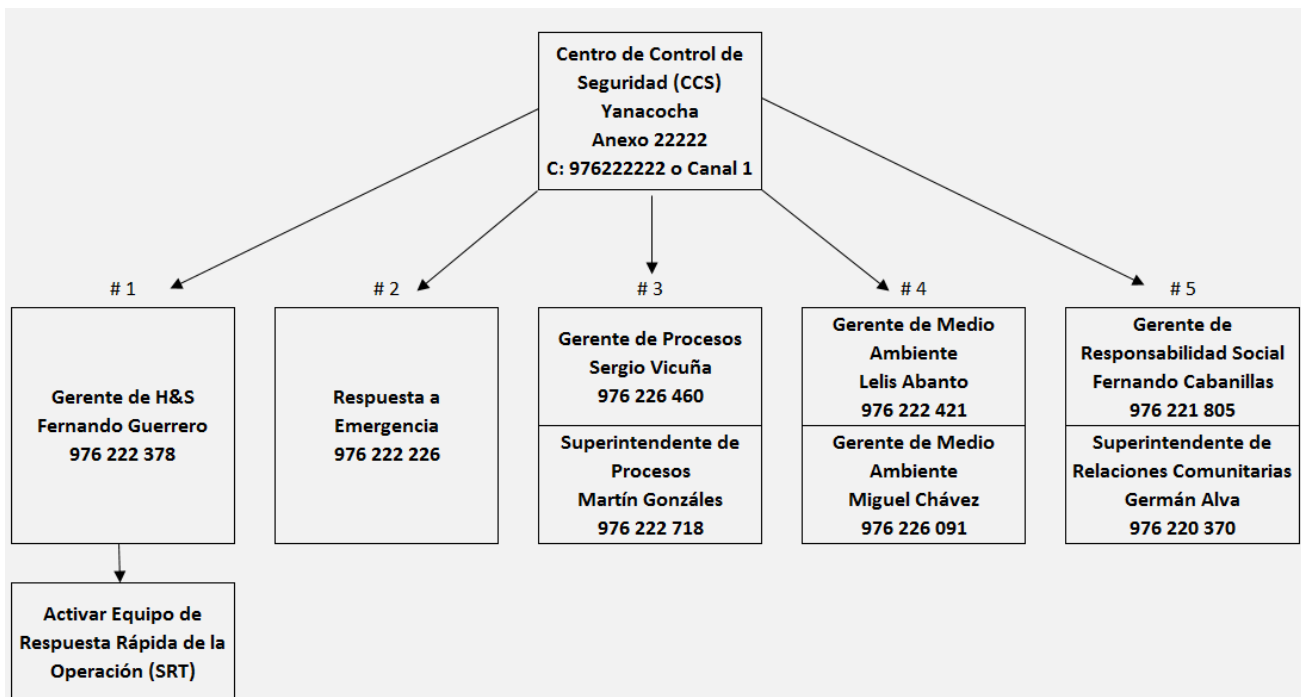 Centro de Control de
Seguridad (CCS)
Yanacocha
Anexo 22222
C: 976222222 o Canal 1
# 1
# 2
# 3
# 4
# 5
Gerente de H&S
Fernando Guerrero
976 222 378
Respuesta a
Emergencia
976 222 226
Gerente de Procesos
Sergio Vicuña
976 226 460
Superintendente de
Procesos
Martín Gonzáles
976 222 718
Gerente de Medio
Ambiente
Lelis Abanto
976 222 421
Gerente de Medio
Ambiente
Miguel Chávez
976 226 091
Gerente de
Responsabilidad Social
Fernando Cabanillas
976 221 805
Superintendente de
Relaciones Comunitarias
Germán Alva
976 220 370
Activar Equipo de
Respuesta Rápida de la
Operación (SRT)